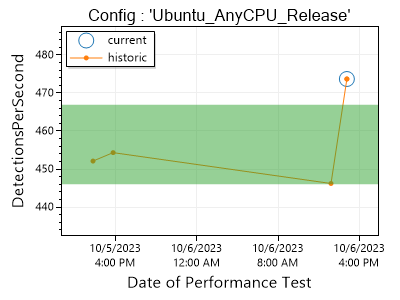 Config : 'Ubuntu_AnyCPU_Release'
current
historic
DetectionsPerSecond
480
470
460
450
440
10/5/2023 10/6/2023 10/6/2023 10/6/2023
4:00 PM 12:00 AM 8:00 AM 4:00 PM
Date of Performance Test